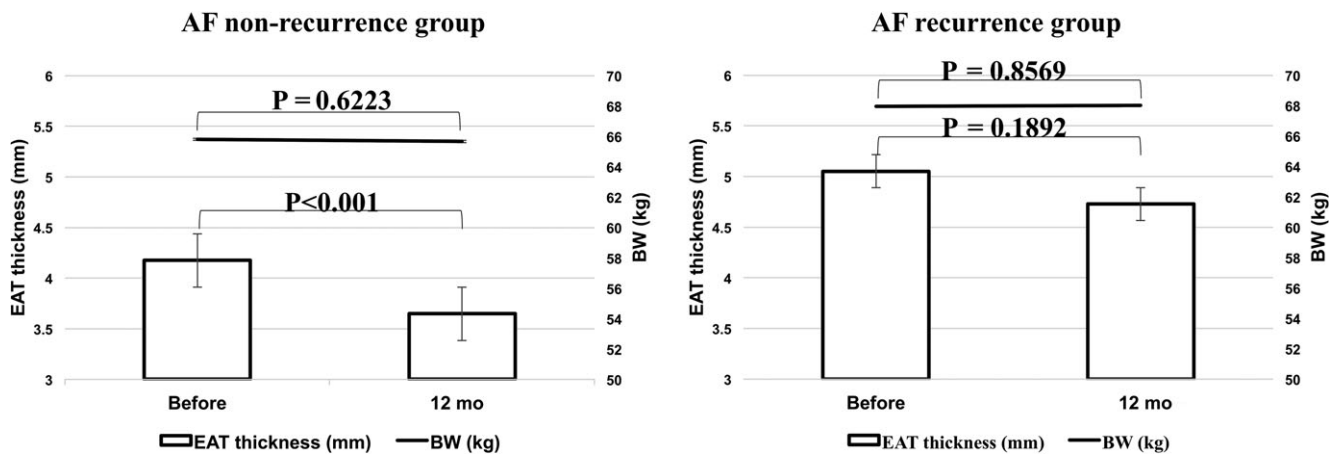 AF non-recurrence group
6
5.5
5
4.5
4
3.5
3
EAT thickness (mm)
70
68
66
64
62
60
58
56
54
52
50
BW (kg)
P = 0.6223
P<0.001
Before
12 mo
EAT thickness (mm)
BW (kg)
AF recurrence group
6
5.5
5
4.5
4
3.5
3
EAT thickness (mm)
70
68
66
64
62
60
58
56
54
52
50
BW (kg)
P = 0.8569
P = 0.1892
Before
12 mo
EAT thickness (mm)
BW (kg)